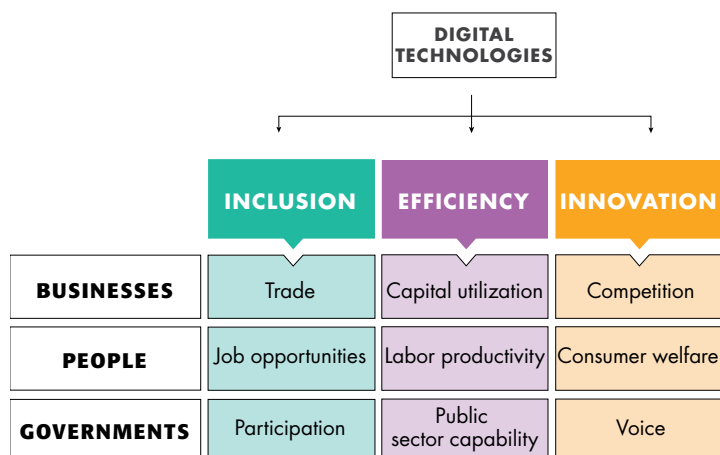 DIGITAL
TECHNOLOGIES
INCLUSION
EFFICIENCY
INNOVATION
BUSINESSES
Trade
Capital utilization
Competition
PEOPLE
Job opportunities
Labor productivity
Consumer welfare
GOVERNMENTS
Participation
Public
sector capability
Voice